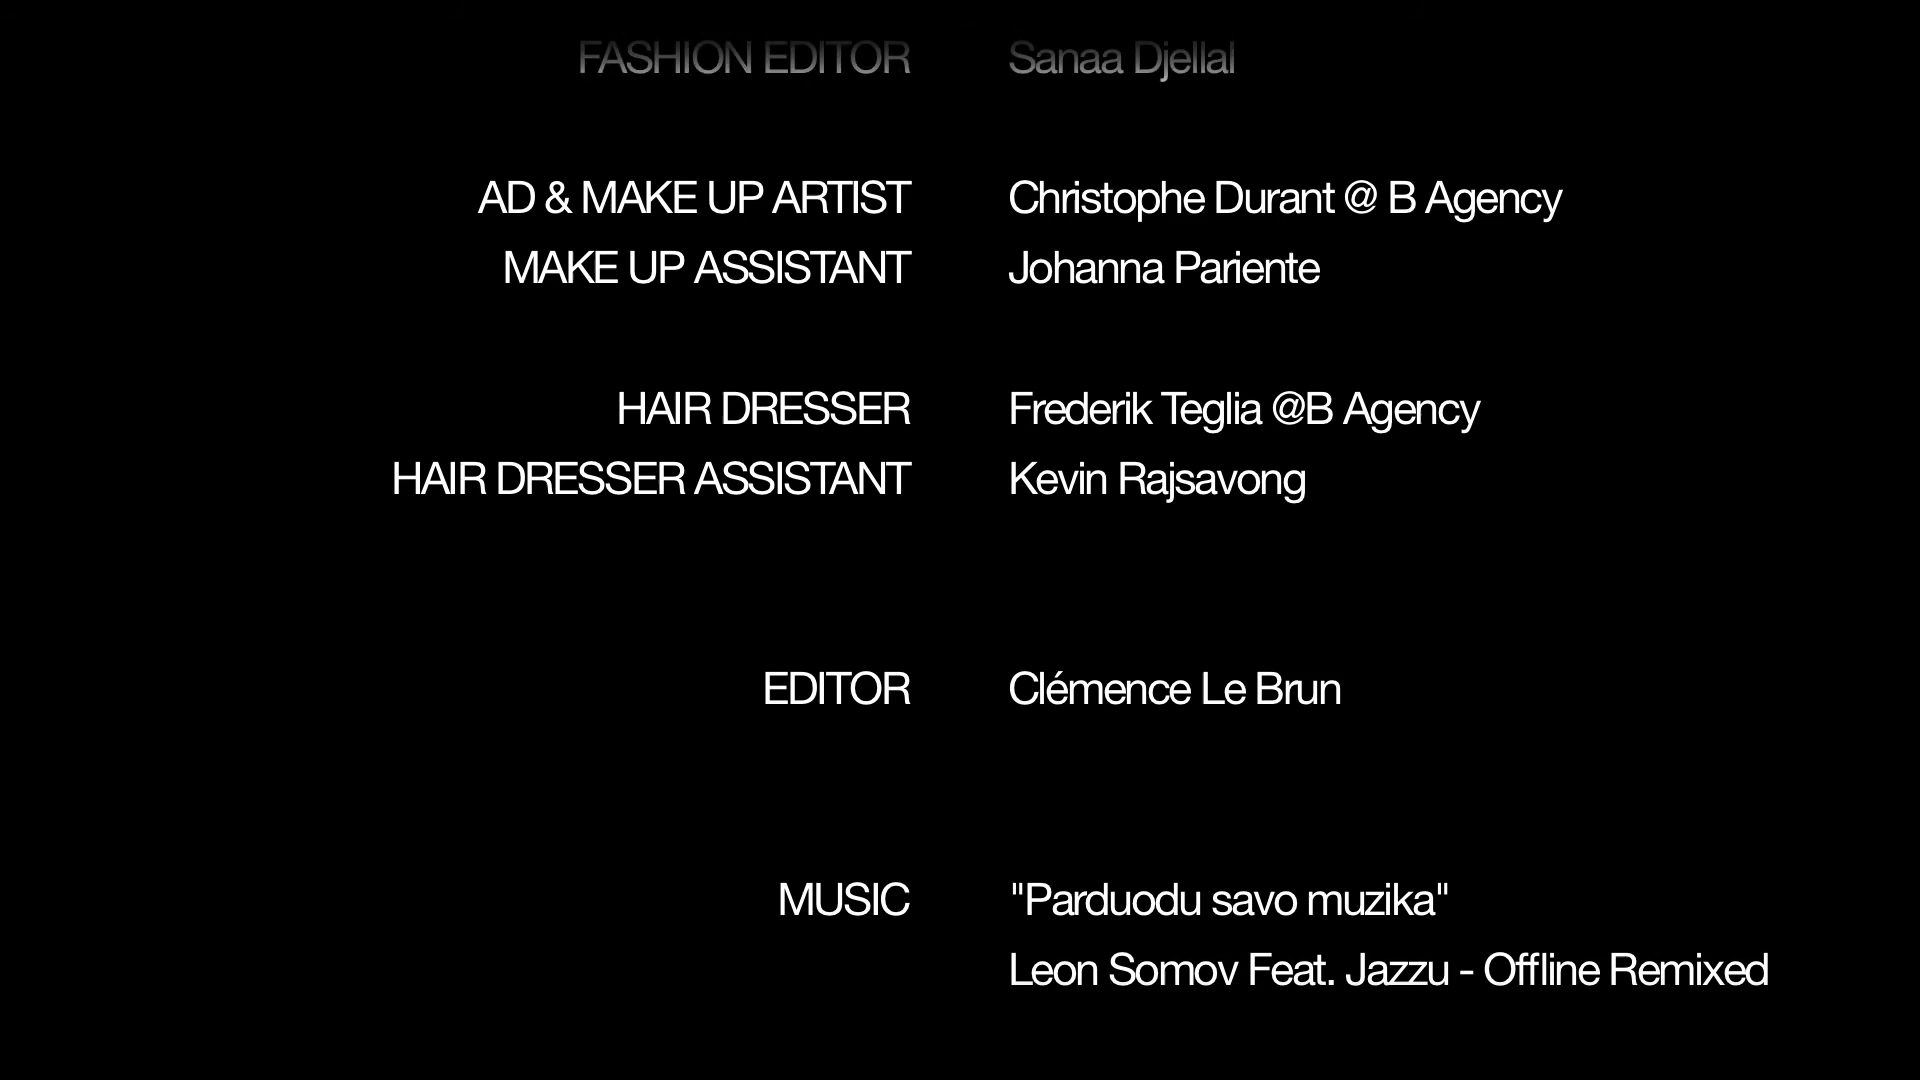 FASHION EDITOR Sanaa Djellal
AD & MAKE UP ARTIST Christophe Durant @ B Agency
MAKE UP ASSISTANT Johanna Pariente
HAIR DRESSER Frederik Teglia @B Agency
HAIR DRESSER ASSISTANT Kevin Rajsavong
EDITOR Clémence Le Brun
MUSIC "Parduodu savo muzika"
Leon Somov Feat. Jazzu - Offline Remixed